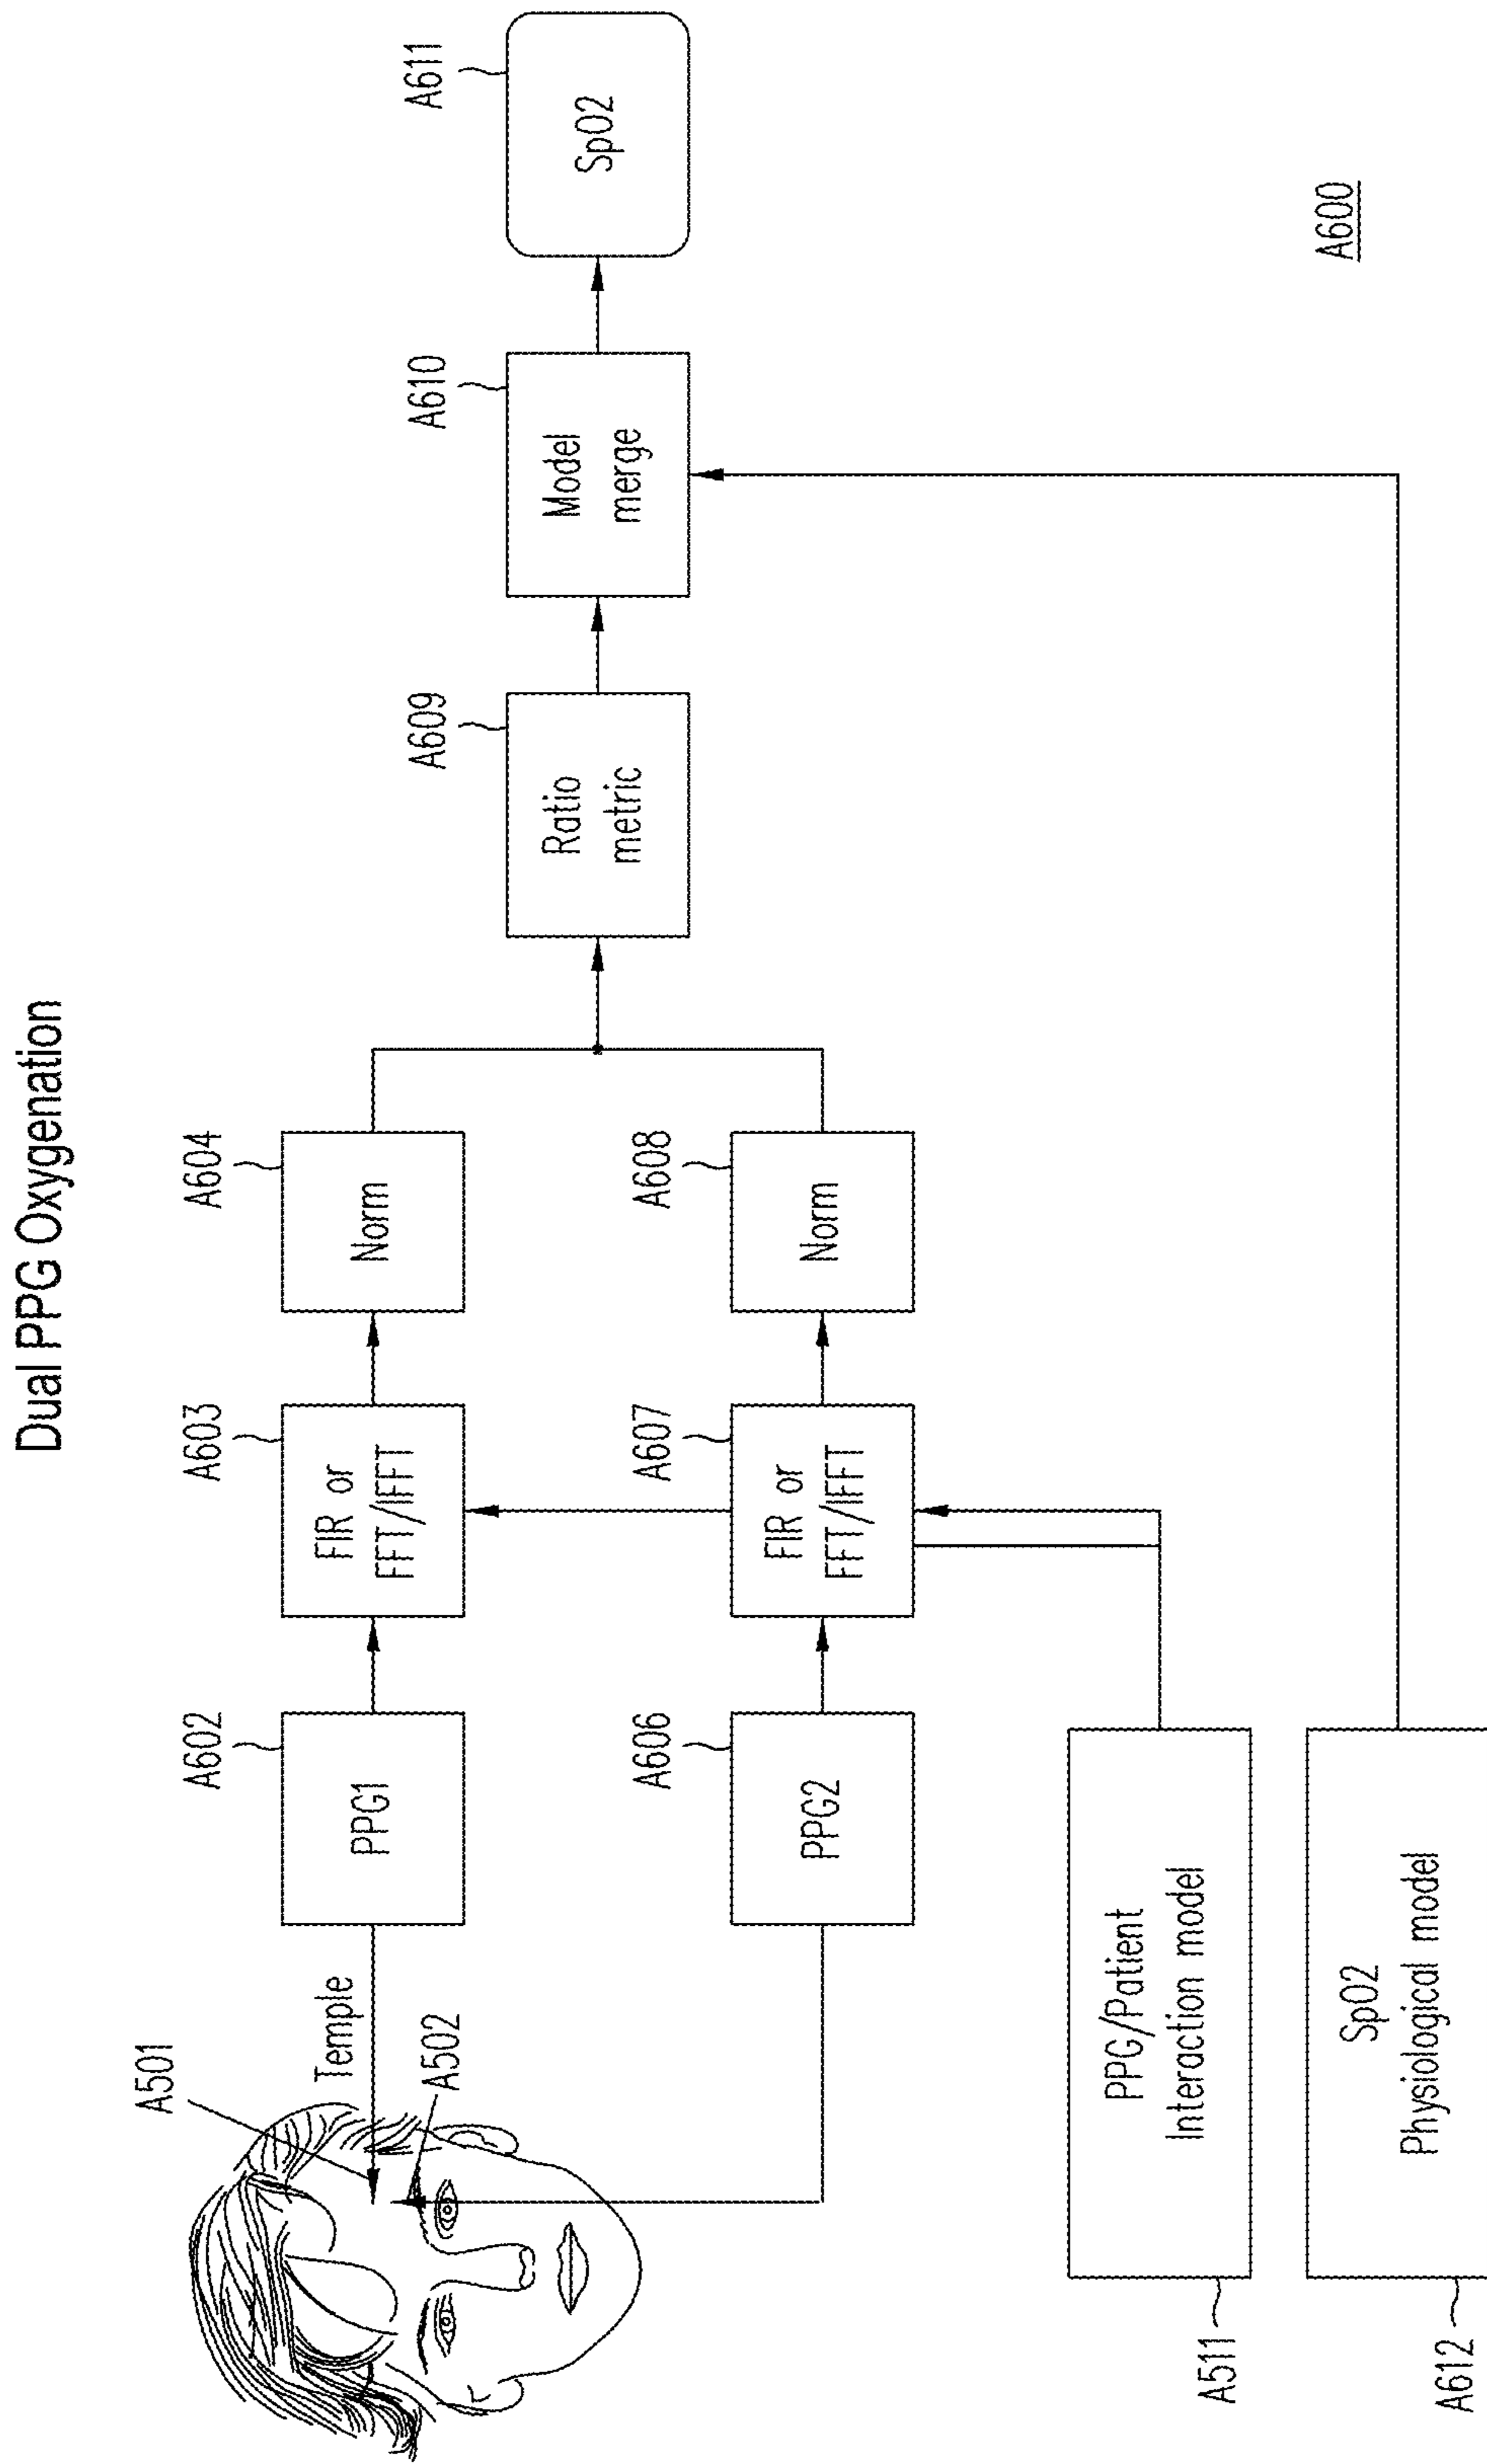 Dual PPG Oxygenation
A501
Temple
A502
A602
PPG1
A603
FIR or
FFT/IFFT
A604
Norm
A606
PPG2
A607
FIR or
FFT/IFFT
A608
Norm
A609
Ratio
metric
A610
Model
merge
A611
SpO2
A511
PPG/Patient
Interaction model
A612
SpO2
Physiological model
A600